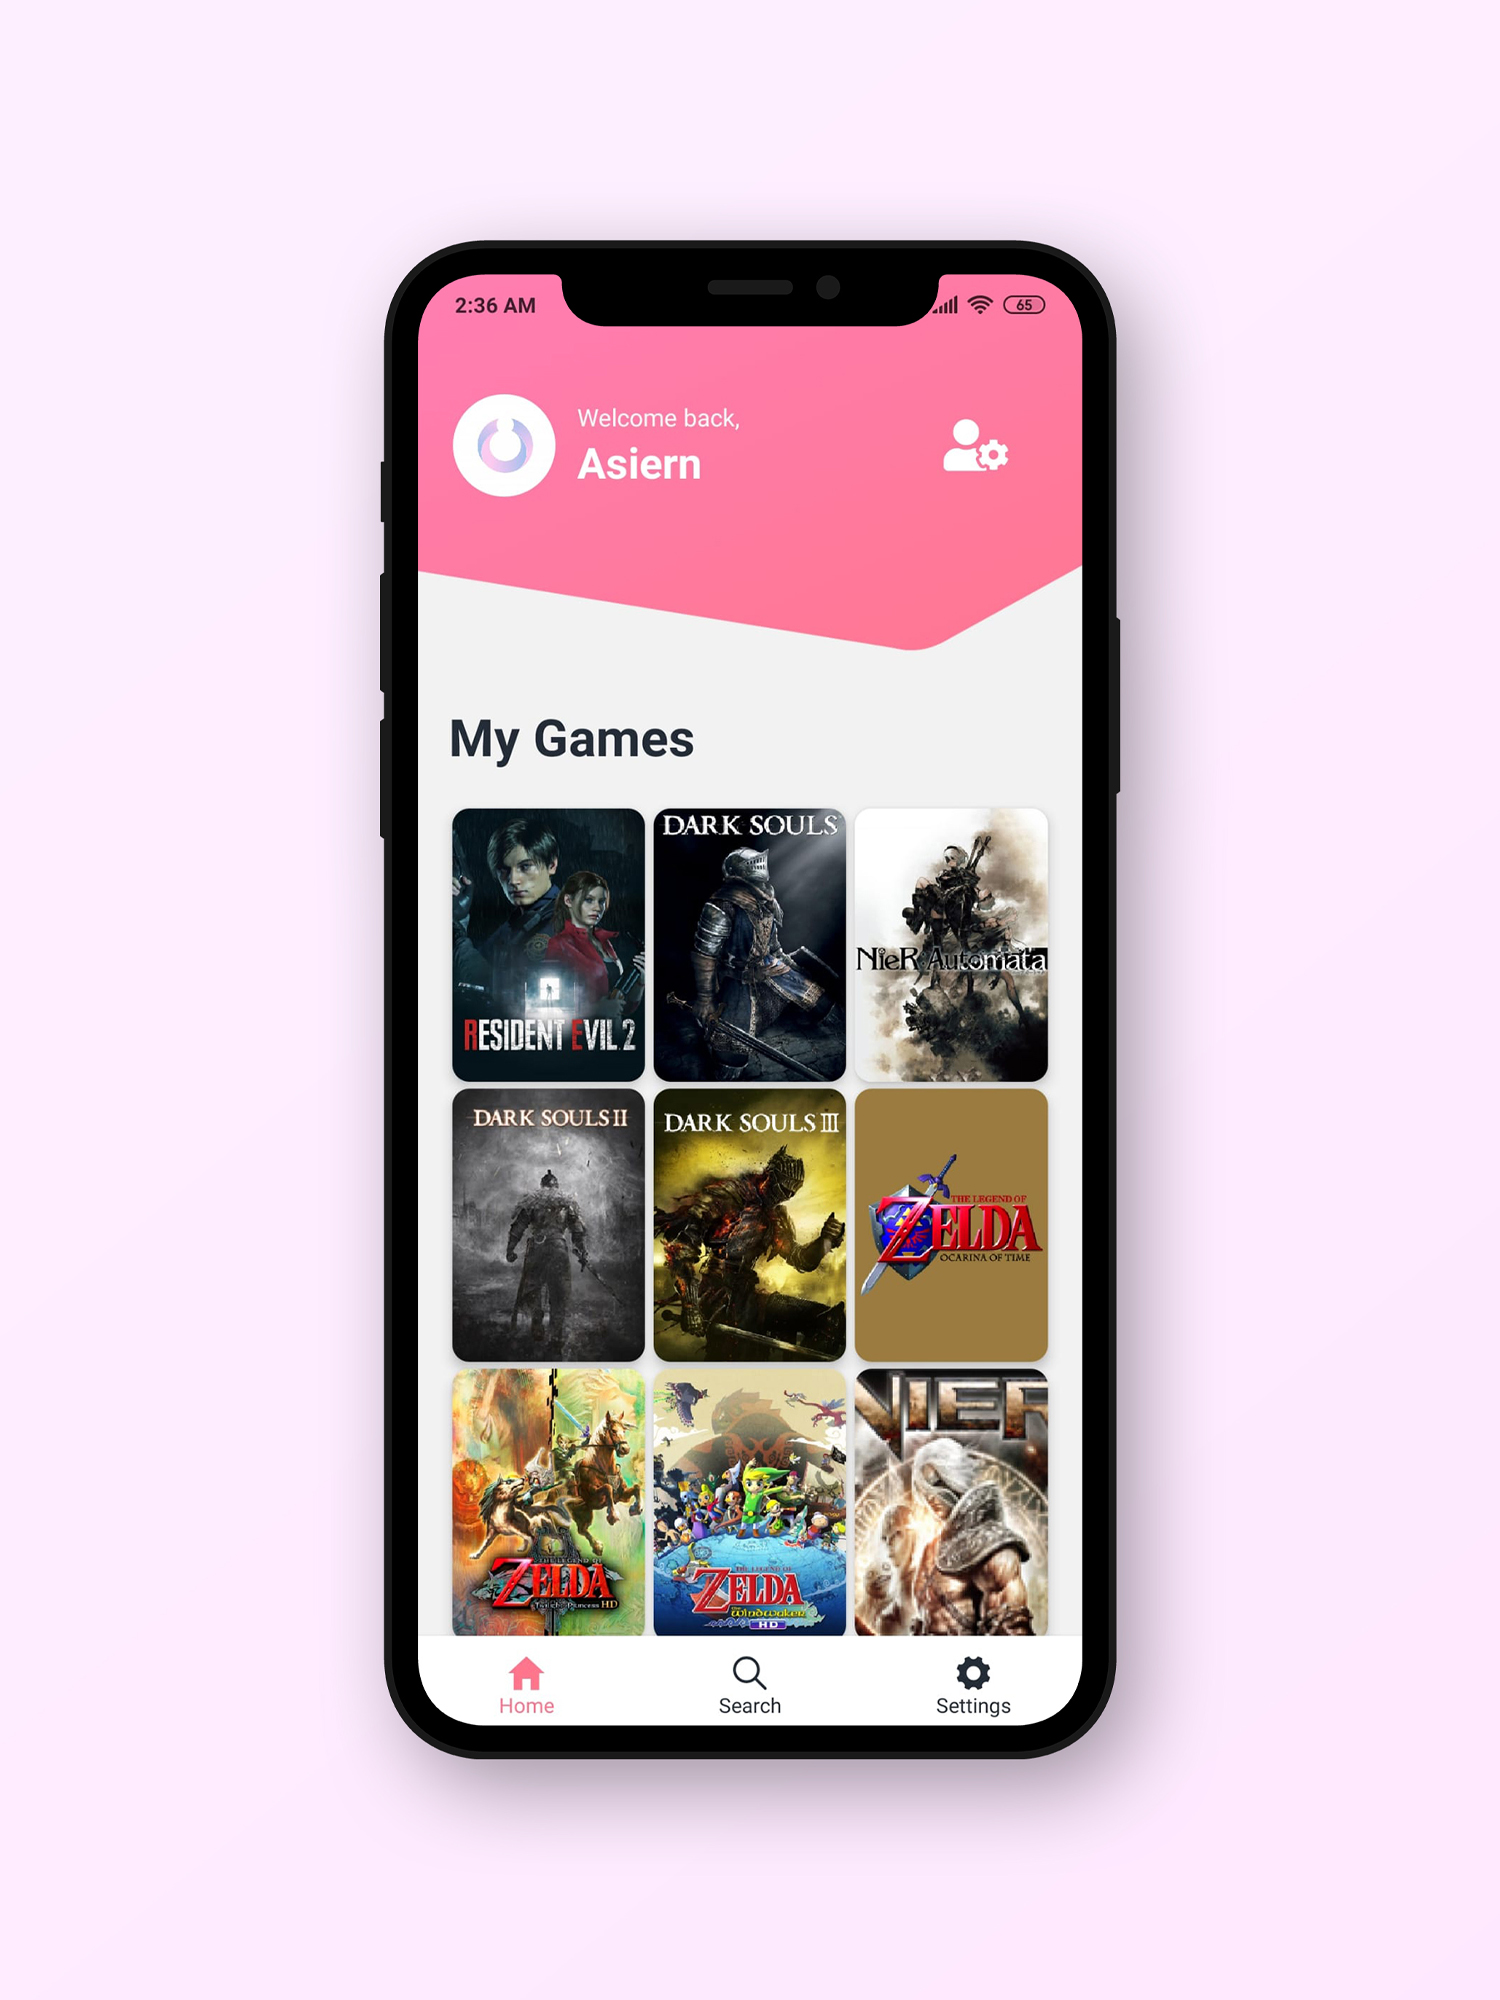 2:36 AM
65
Welcome back,
Asiern
My Games
RESIDENT EVIL 2
DARK SOULS
NieR:Automata
DARK SOULS II
DARK SOULS III
THE LEGEND OF
ZELDA
OCARINA OF TIME
THE LEGEND OF
ZELDA
Twilight Princess HD
THE LEGEND OF
ZELDA
the Windwaker
HD
NIER
Home
Search
Settings